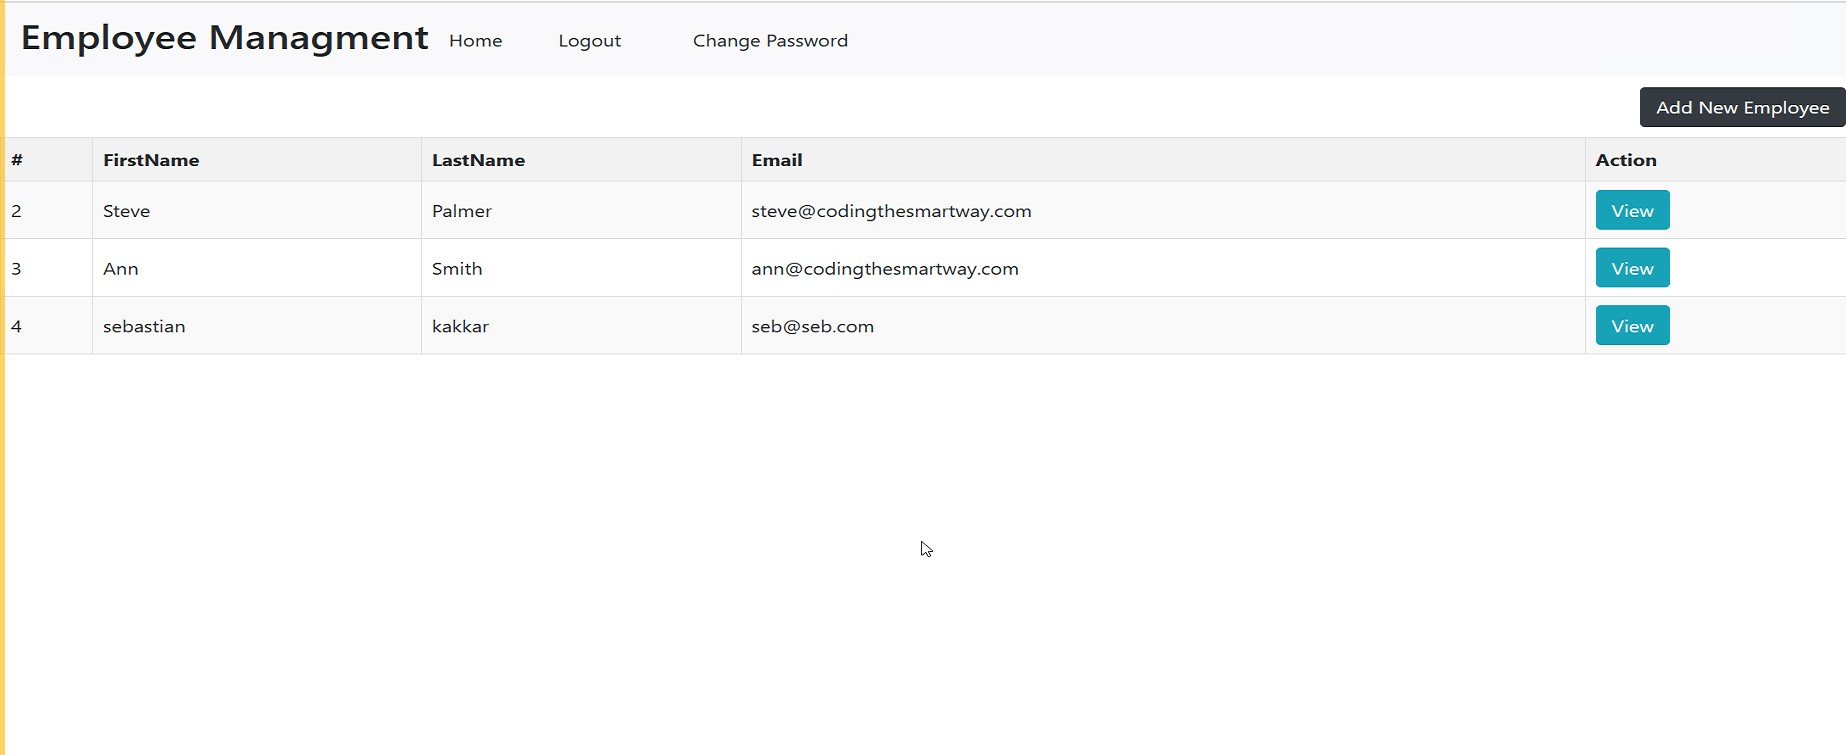 Employee Managment Home Logout Change Password
Add New Employee
# FirstName LastName Email Action
2 Steve Palmer steve@codingthesmartway.com View
3 Ann Smith ann@codingthesmartway.com View
4 sebastian kakkar seb@seb.com View